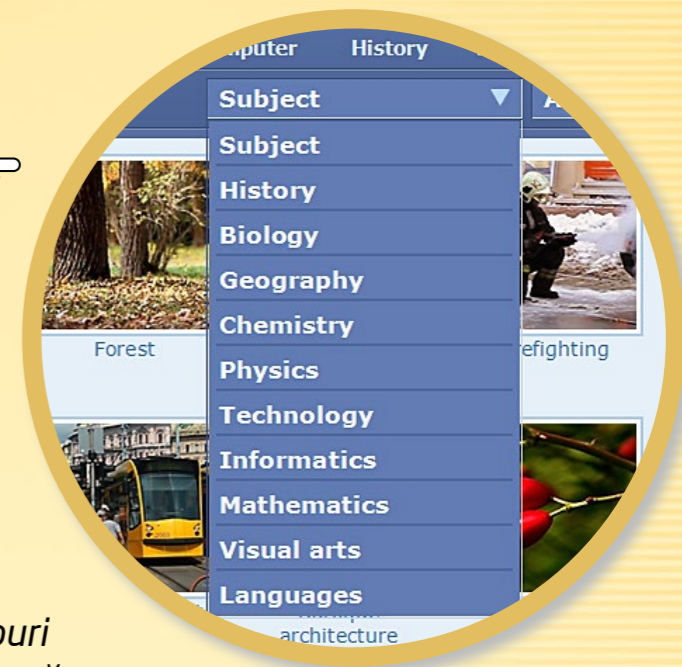 History
Subject
Subject
History
Biology
Geography
Chemistry
Physics
Technology
Informatics
Mathematics
Visual arts
Languages
Forest
architecture